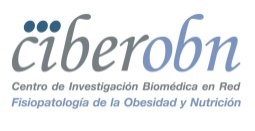 ciberobn
Centro de Investigación Biomédica en Red
Fisiopatología de la Obesidad y Nutrición